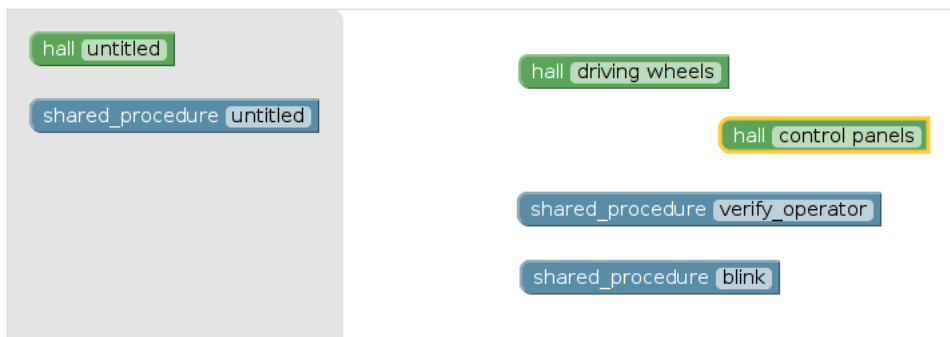 hall untitled
shared_procedure untitled
hall driving wheels
hall control panels
shared_procedure verify_operator
shared_procedure blink